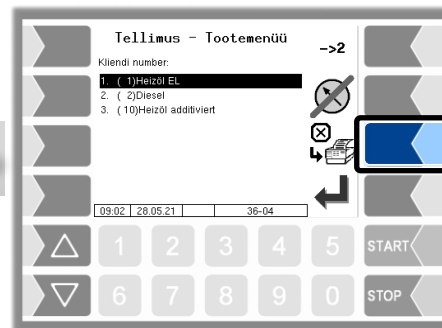 Tellimus - Tootemenüü
->2
Kliendi number:
1. ( 1)Heizöl EL
2. ( 2)Diesel
3. ( 10)Heizöl additiviert
09:02 28.05.21 36-04
1 2 3 4 5 START
6 7 8 9 0 STOP